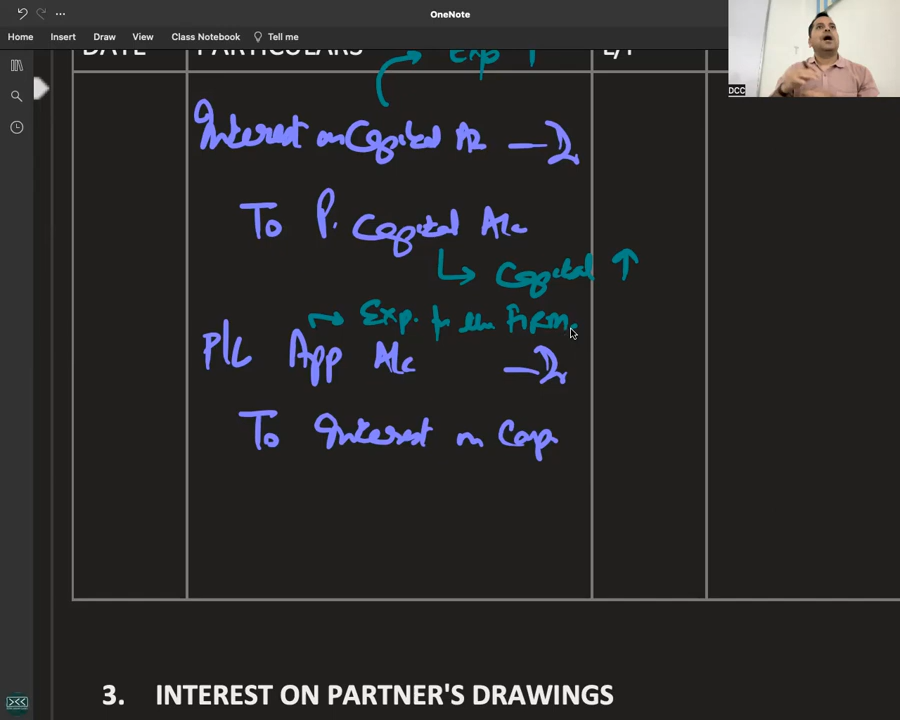 OneNote
Home Insert Draw View Class Notebook Tell me
DATE PARTICULARS L/F
Exp ↑
Interest on Capital A/c — Dr
To P. Capital A/c
↳ Capital ↑
→ Exp. for the FIRM.
P/L App A/c — Dr
To Interest on Cap
3. INTEREST ON PARTNER'S DRAWINGS
DCC